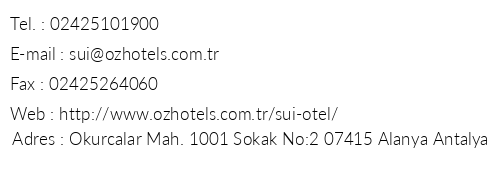 Tel. : 02425101900
E-mail : sui@ozhotels.com.tr
Fax : 02425264060
Web : http://www.ozhotels.com.tr/sui-otel/
Adres : Okurcalar Mah. 1001 Sokak No:2 07415 Alanya Antalya